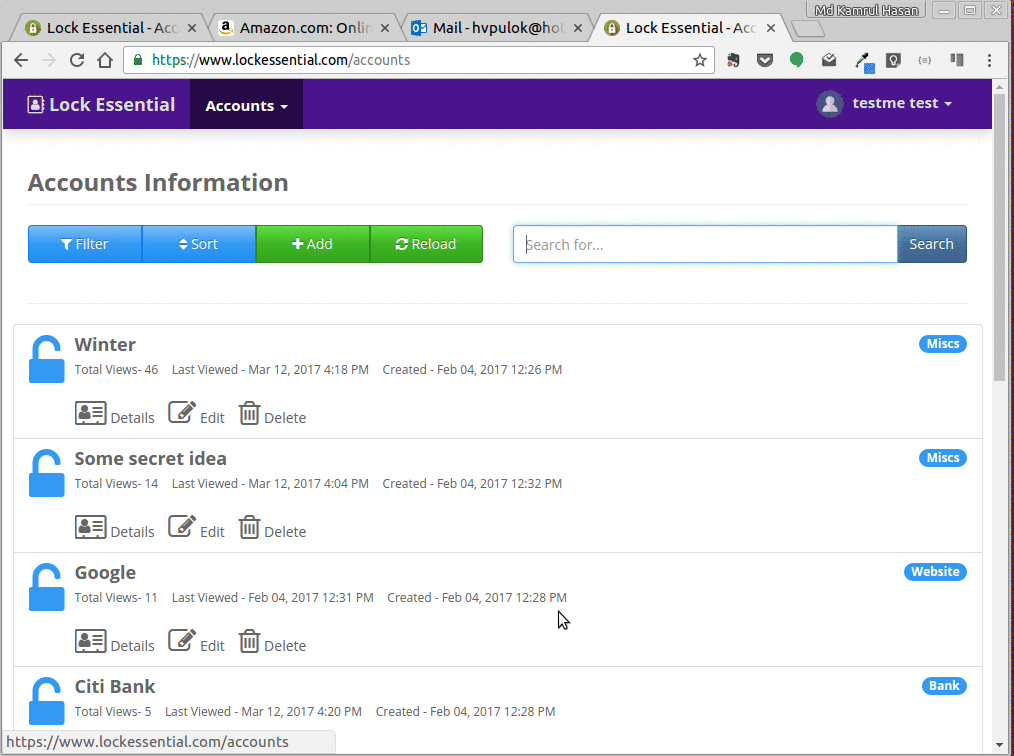 Md Kamrul Hasan
Lock Essential - Acc
Amazon.com: Onlin
Mail - hvpulok@hot
Lock Essential - Acc
https://www.lockessential.com/accounts
Lock Essential Accounts testme test
Accounts Information
Filter Sort Add Reload Search for... Search
Winter Miscs
Total Views- 46 Last Viewed - Mar 12, 2017 4:18 PM Created - Feb 04, 2017 12:26 PM
Details Edit Delete
Some secret idea Miscs
Total Views- 14 Last Viewed - Mar 12, 2017 4:04 PM Created - Feb 04, 2017 12:32 PM
Details Edit Delete
Google Website
Total Views- 11 Last Viewed - Feb 04, 2017 12:31 PM Created - Feb 04, 2017 12:28 PM
Details Edit Delete
Citi Bank Bank
Total Views- 5 Last Viewed - Mar 12, 2017 4:20 PM Created - Feb 04, 2017 12:28 PM
https://www.lockessential.com/accounts